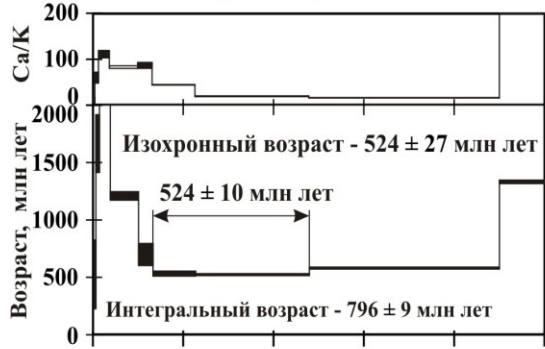 Ca/K
200
100
0
Возраст, млн лет
2000
1500
1000
500
0
Изохронный возраст - 524 ± 27 млн лет
524 ± 10 млн лет
Интегральный возраст - 796 ± 9 млн лет